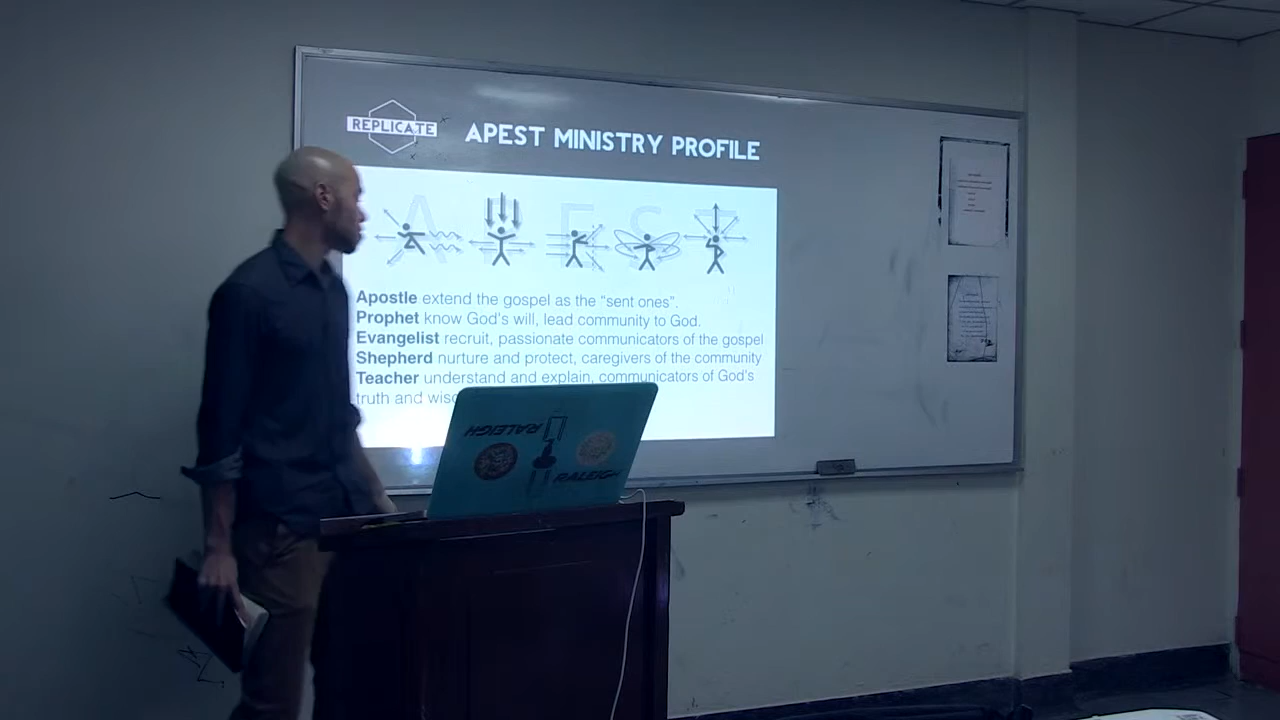 REPLICATE
APEST MINISTRY PROFILE
A P E S T
Apostle extend the gospel as the "sent ones".
Prophet know God's will, lead community to God.
Evangelist recruit, passionate communicators of the gospel
Shepherd nurture and protect, caregivers of the community
Teacher understand and explain, communicators of God's
truth and
RALEIGH
RALEIGH